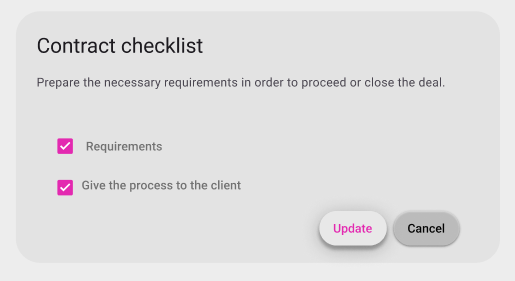 Contract checklist
Prepare the necessary requirements in order to proceed or close the deal.
Requirements
Give the process to the client
Update Cancel